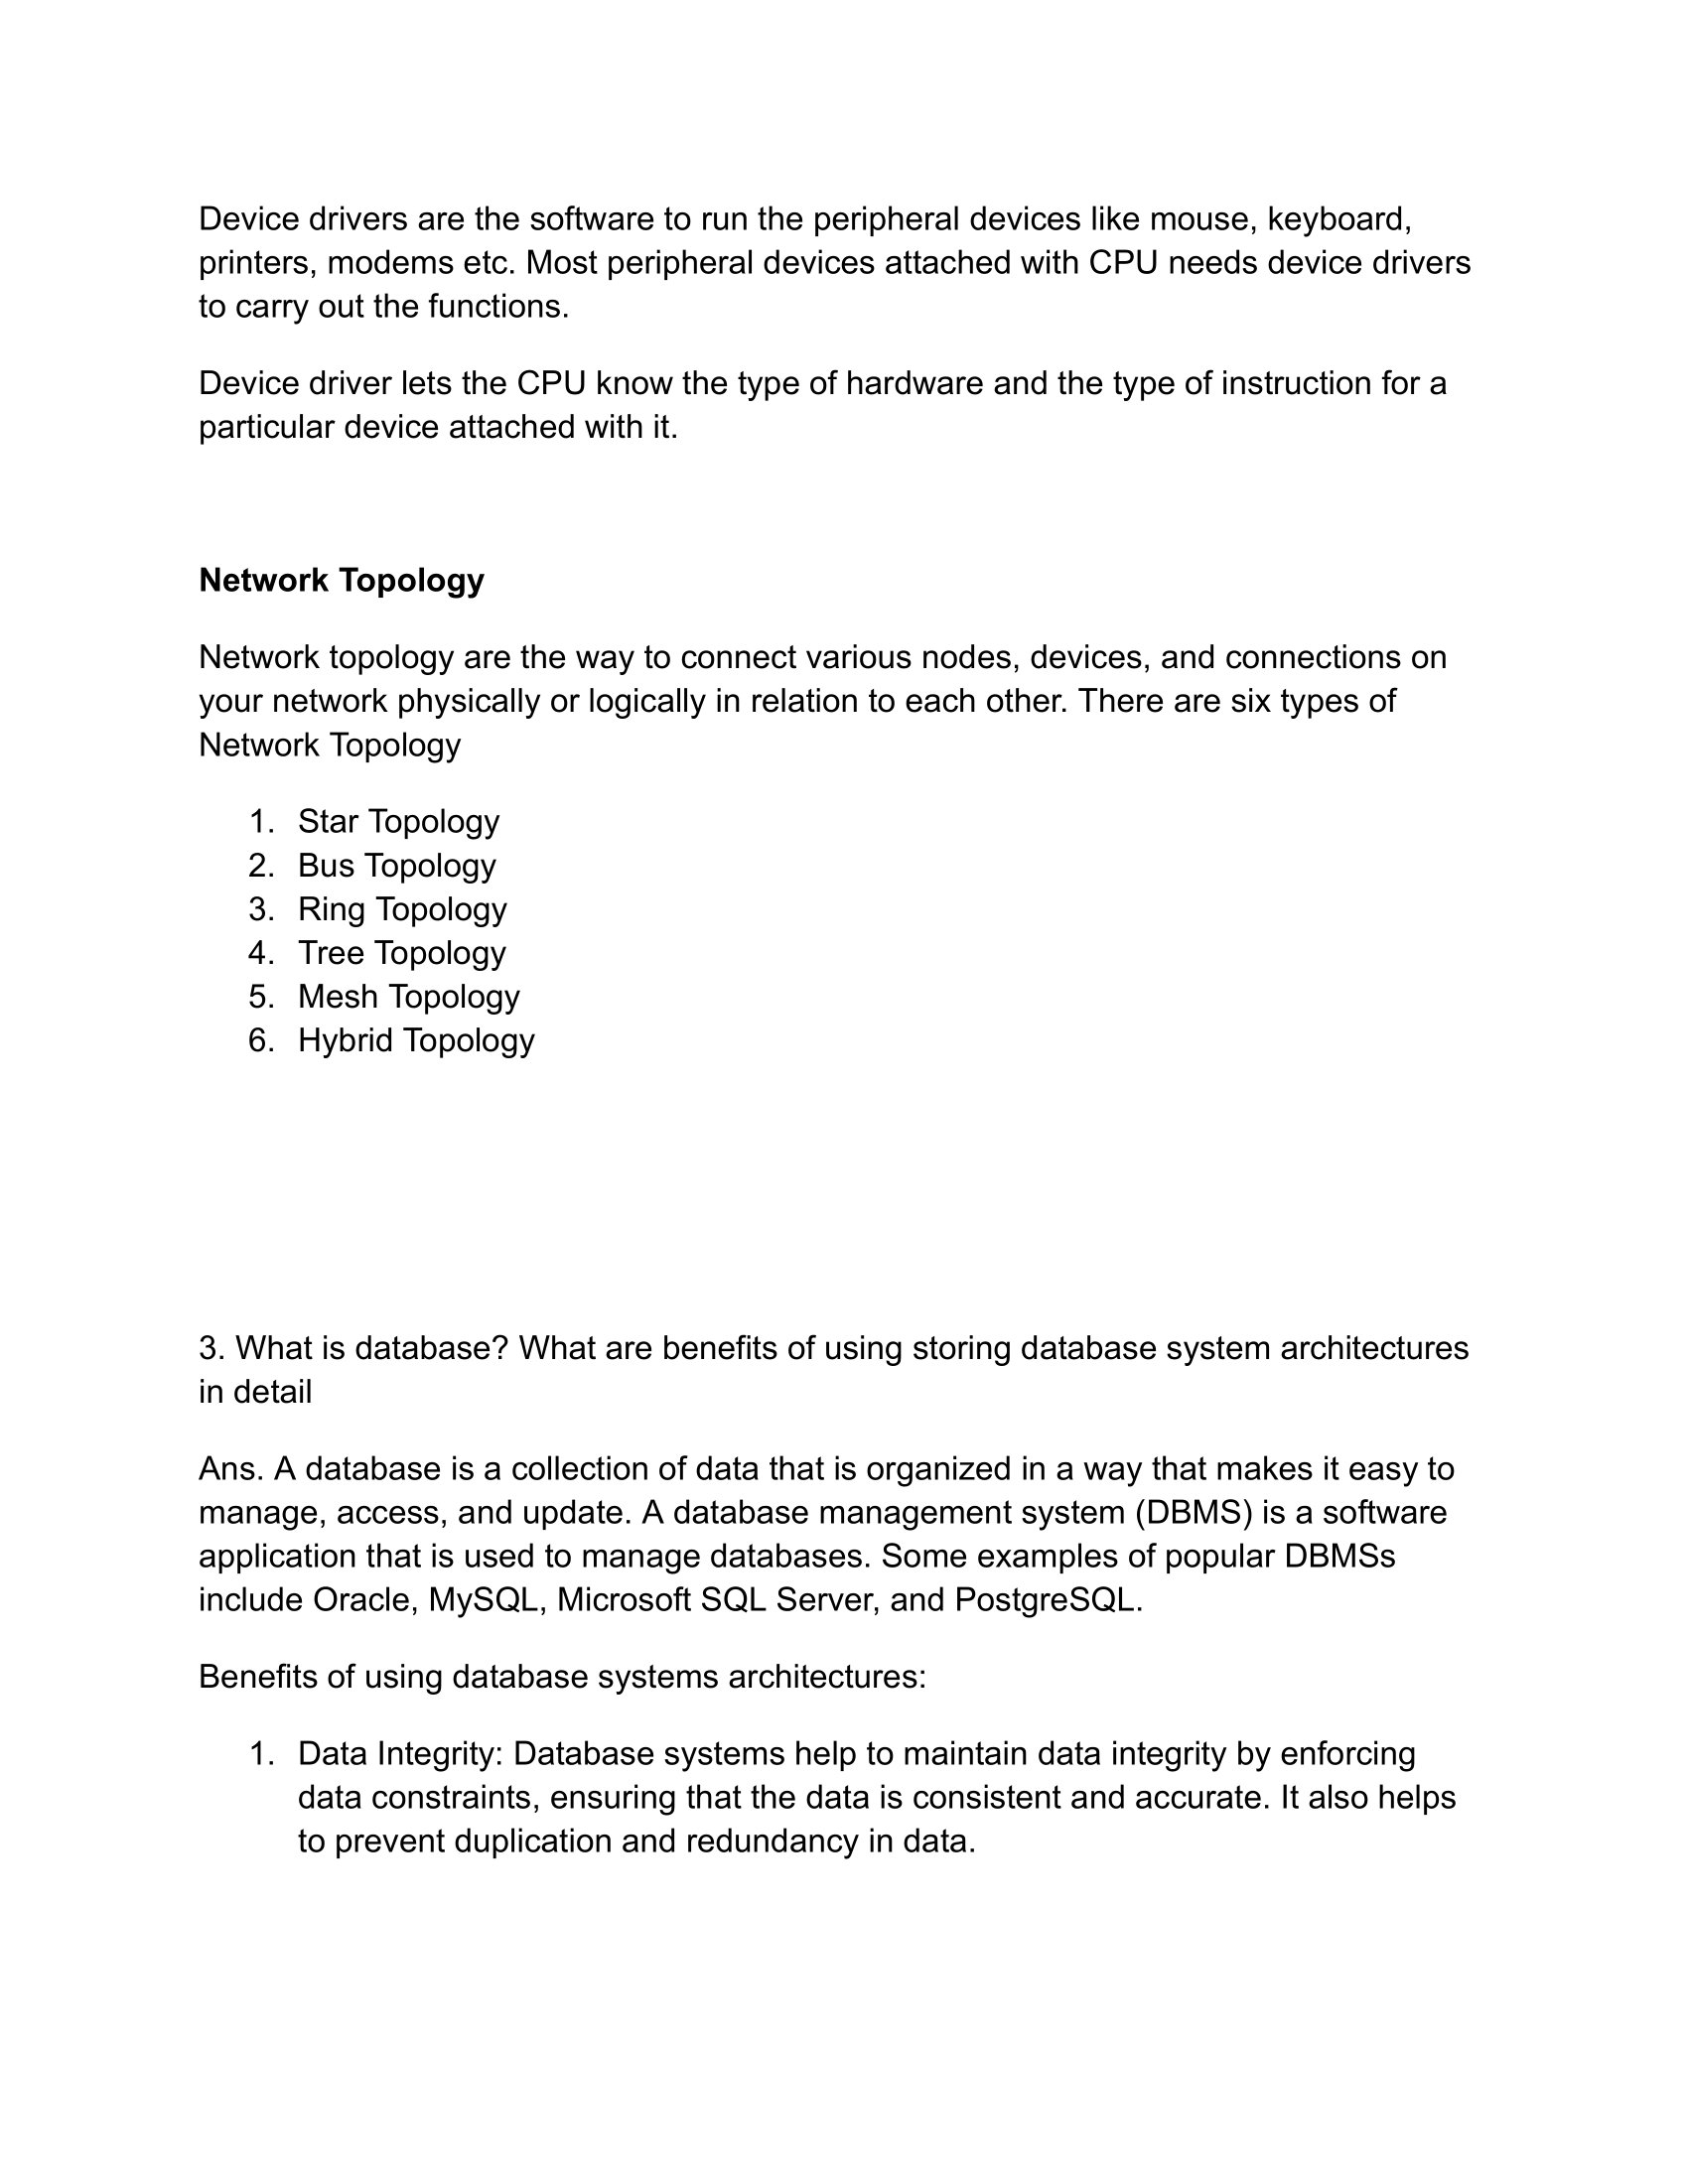 Device drivers are the software to run the peripheral devices like mouse, keyboard,
printers, modems etc. Most peripheral devices attached with CPU needs device drivers
to carry out the functions.
Device driver lets the CPU know the type of hardware and the type of instruction for a
particular device attached with it.
Network Topology
Network topology are the way to connect various nodes, devices, and connections on
your network physically or logically in relation to each other. There are six types of
Network Topology
1. Star Topology
2. Bus Topology
3. Ring Topology
4. Tree Topology
5. Mesh Topology
6. Hybrid Topology
3. What is database? What are benefits of using storing database system architectures
in detail
Ans. A database is a collection of data that is organized in a way that makes it easy to
manage, access, and update. A database management system (DBMS) is a software
application that is used to manage databases. Some examples of popular DBMSs
include Oracle, MySQL, Microsoft SQL Server, and PostgreSQL.
Benefits of using database systems architectures:
1. Data Integrity: Database systems help to maintain data integrity by enforcing
data constraints, ensuring that the data is consistent and accurate. It also helps
to prevent duplication and redundancy in data.